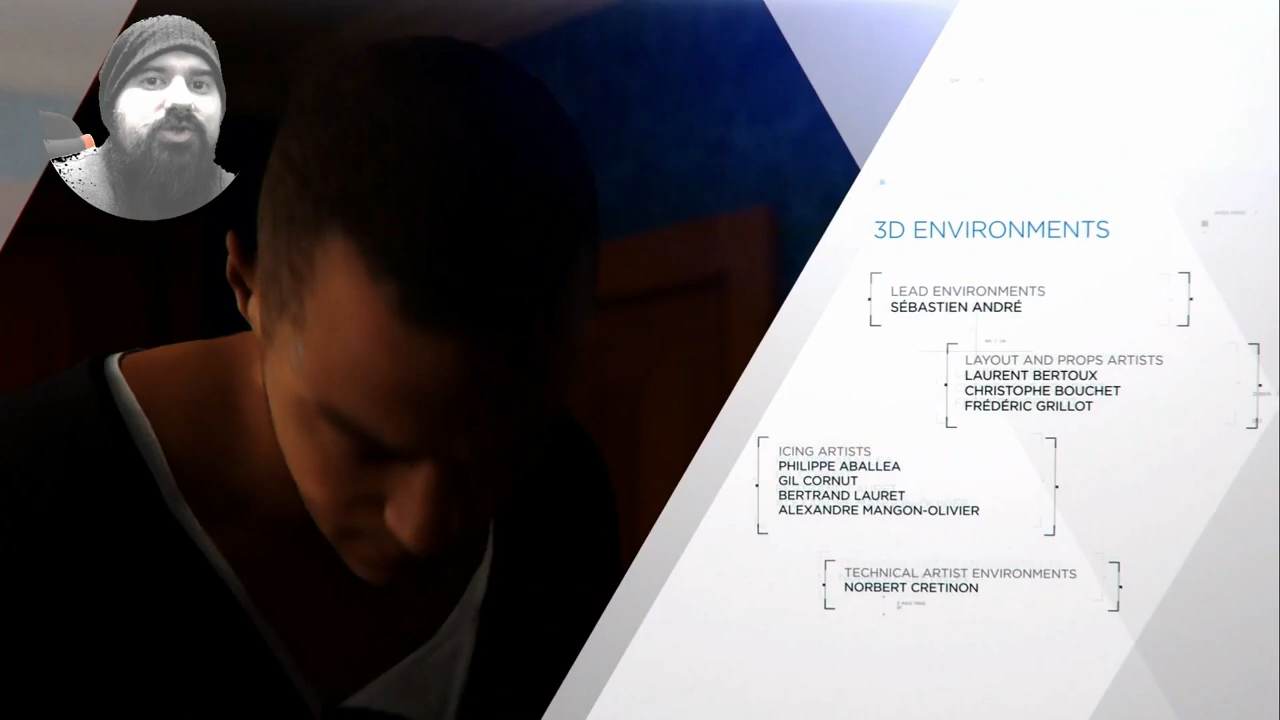 3D ENVIRONMENTS
LEAD ENVIRONMENTS
SÉBASTIEN ANDRÉ
LAYOUT AND PROPS ARTISTS
LAURENT BERTOUX
CHRISTOPHE BOUCHET
FRÉDÉRIC GRILLOT
ICING ARTISTS
PHILIPPE ABALLEA
GIL CORNUT
BERTRAND LAURET
ALEXANDRE MANGON-OLIVIER
TECHNICAL ARTIST ENVIRONMENTS
NORBERT CRETINON